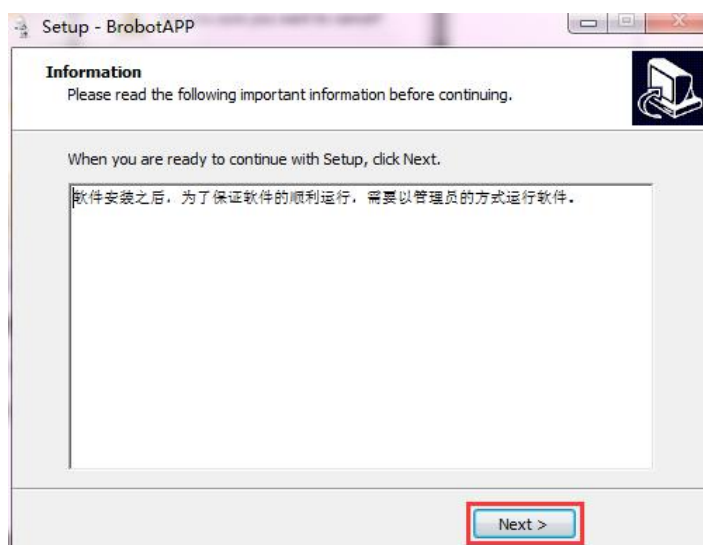 Setup - BrobotAPP
Information
Please read the following important information before continuing.
When you are ready to continue with Setup, click Next.
软件安装之后，为了保证软件的顺利运行，需要以管理员的方式运行软件.
Next >